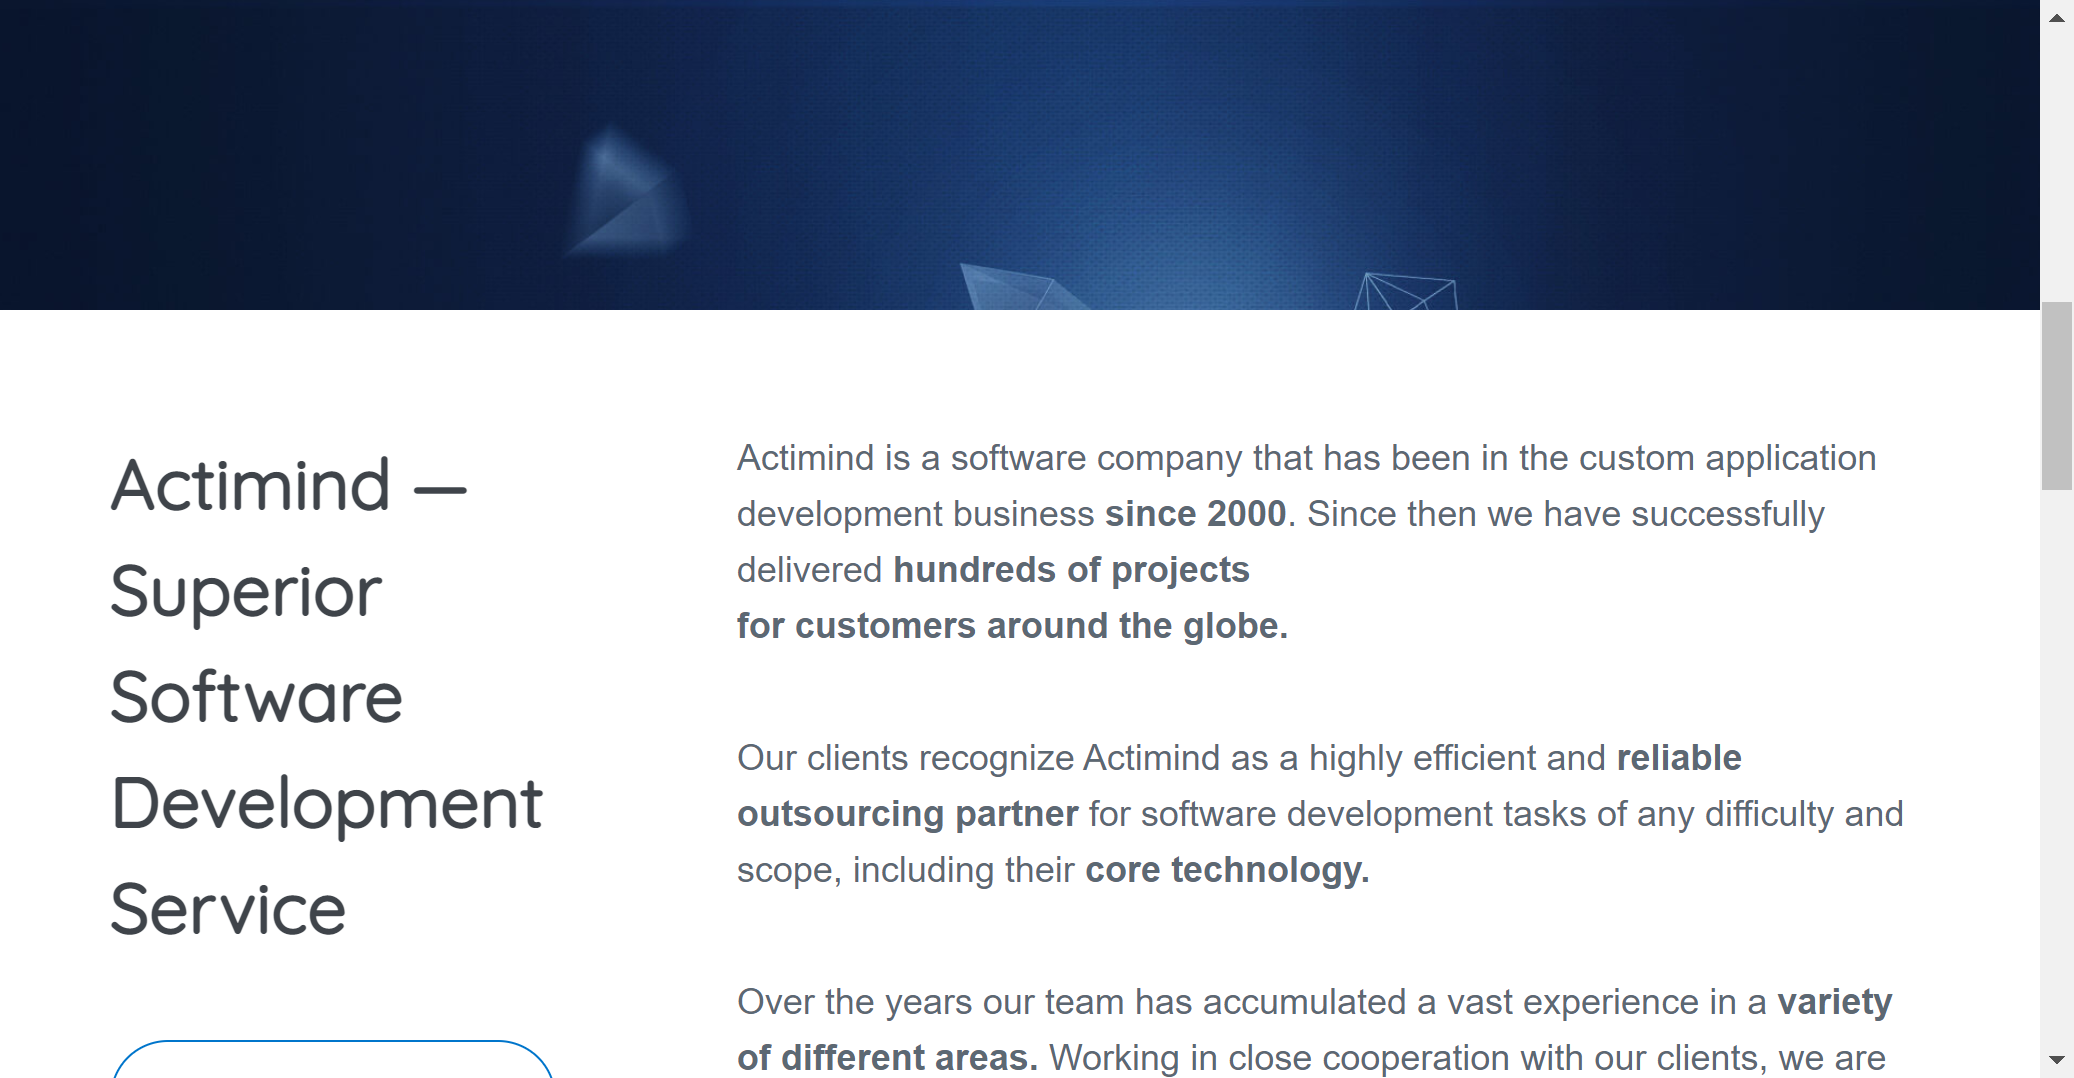 Actimind —
Superior
Software
Development
Service
Actimind is a software company that has been in the custom application
development business since 2000. Since then we have successfully
delivered hundreds of projects
for customers around the globe.
Our clients recognize Actimind as a highly efficient and reliable
outsourcing partner for software development tasks of any difficulty and
scope, including their core technology.
Over the years our team has accumulated a vast experience in a variety
of different areas. Working in close cooperation with our clients, we are